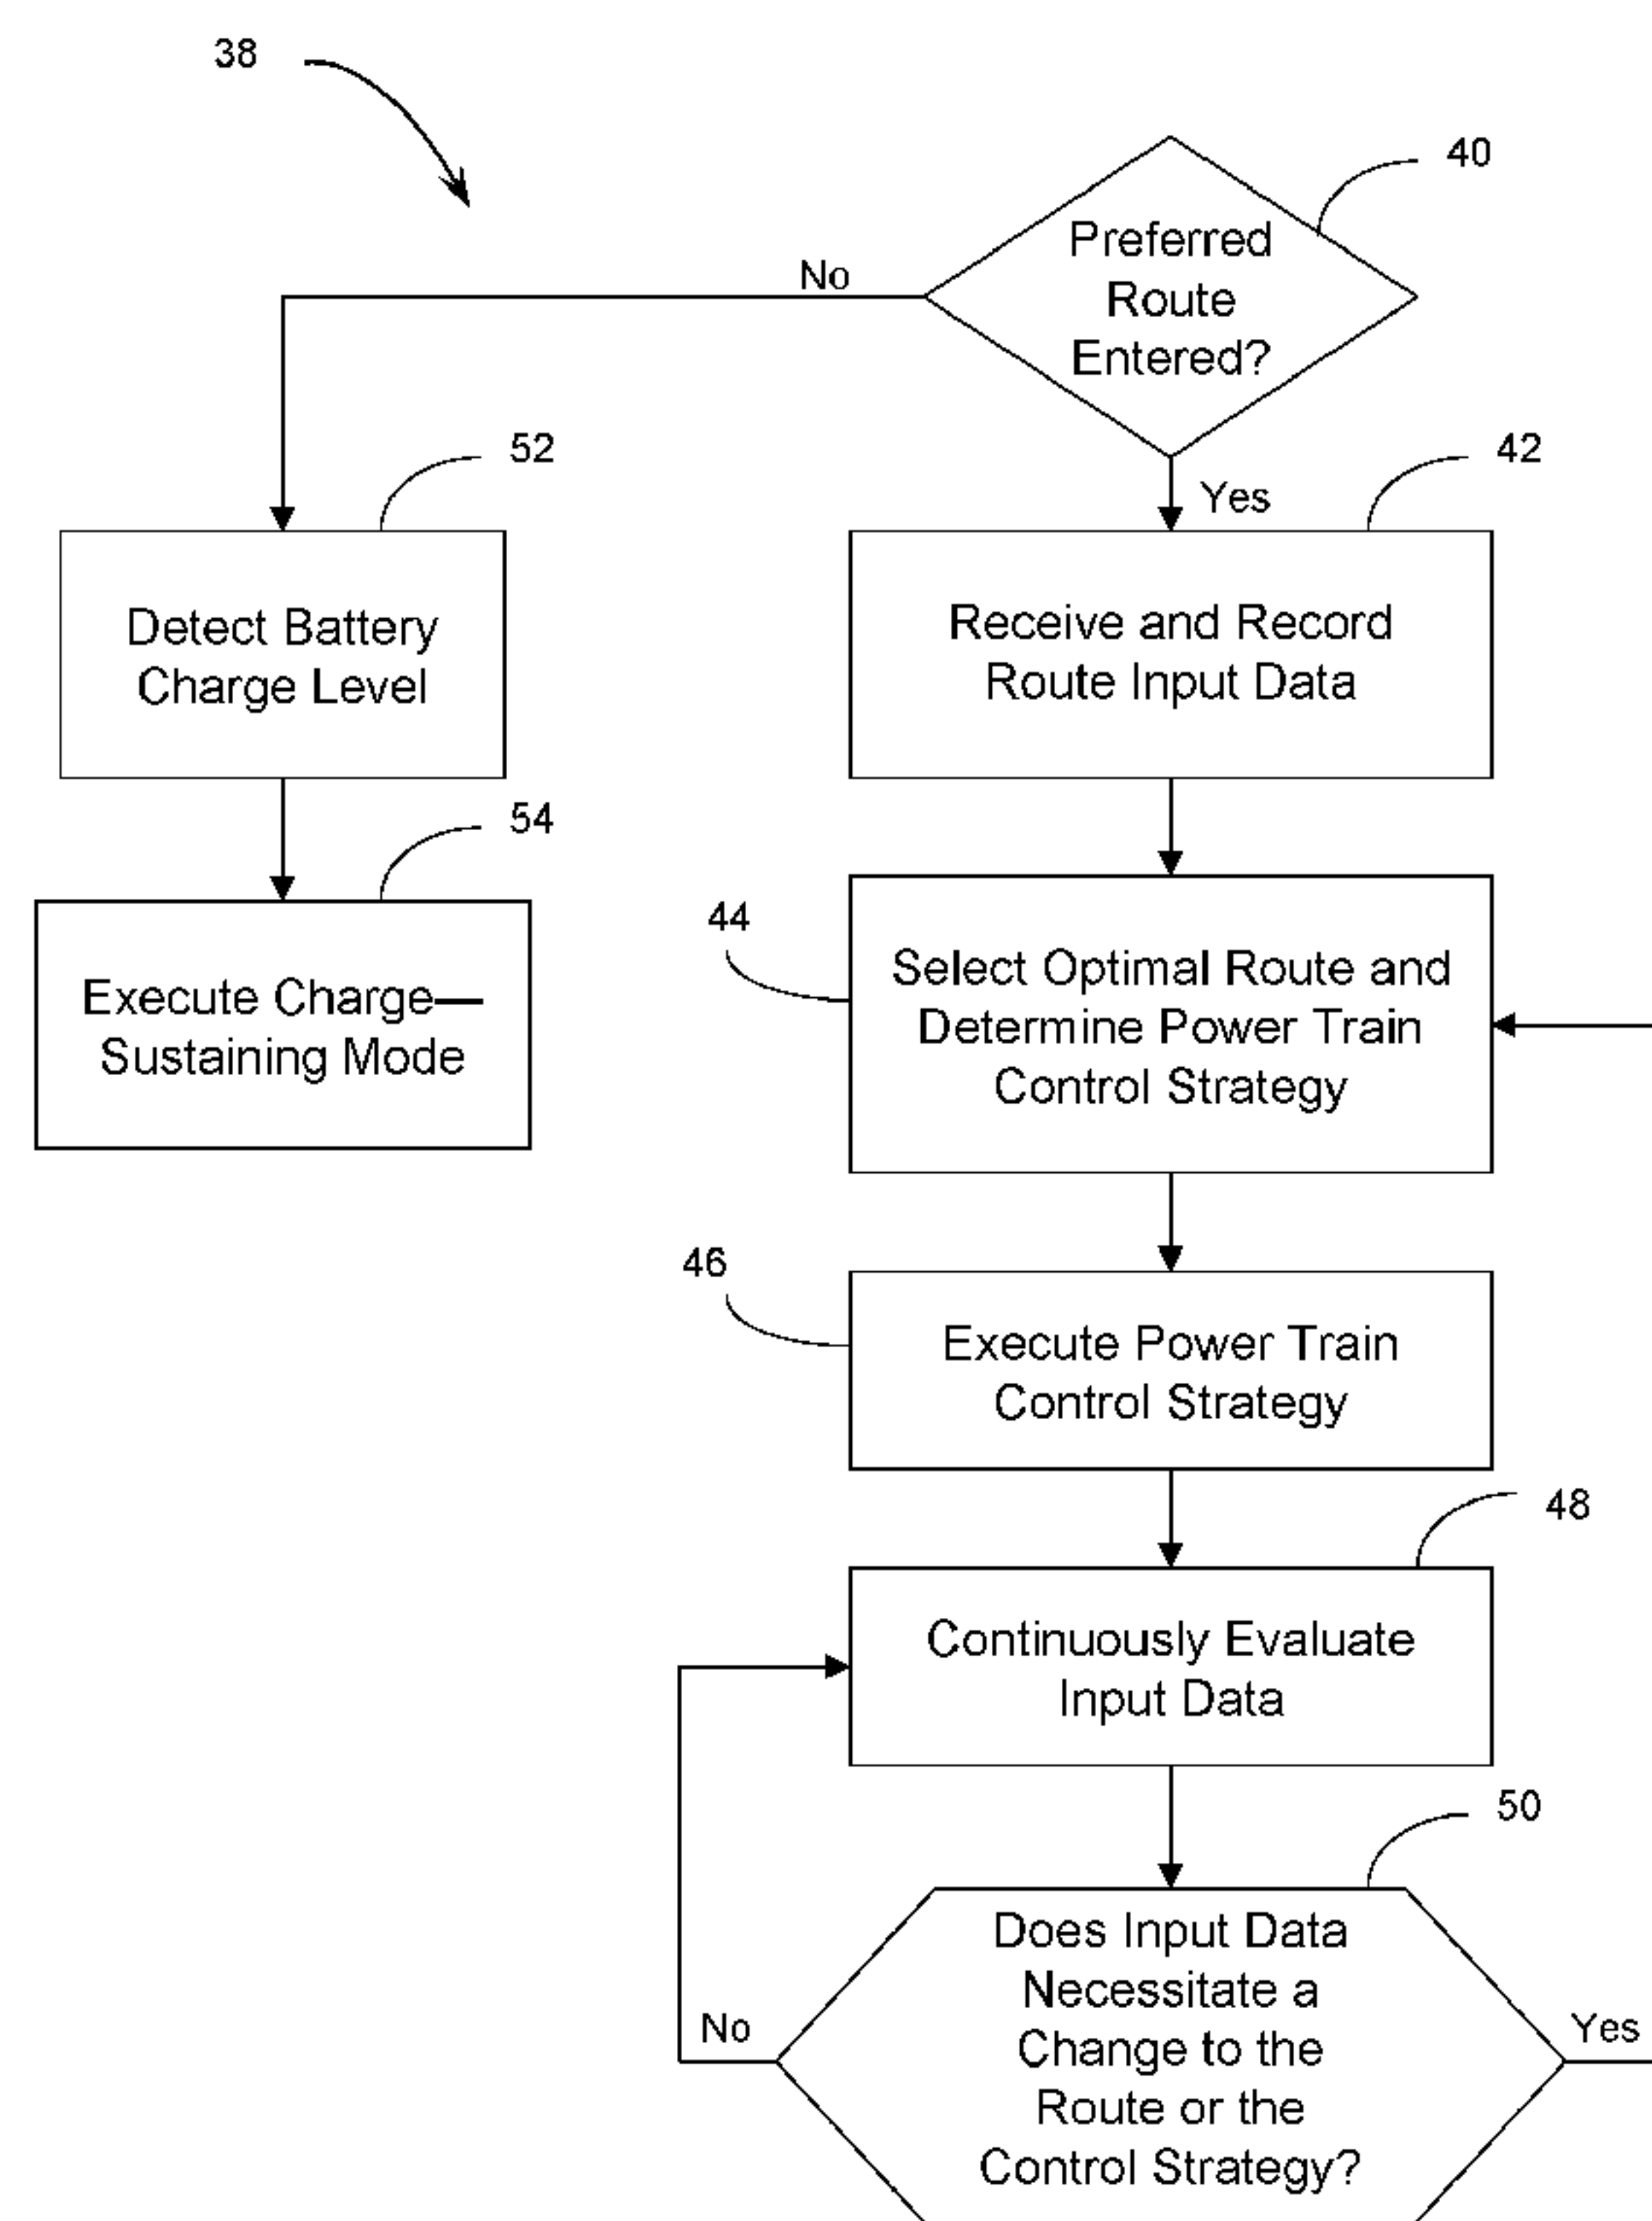 38
40
Preferred
Route
Entered?
No
Yes
52
42
Detect Battery
Charge Level
Receive and Record
Route Input Data
54
44
Execute Charge—
Sustaining Mode
Select Optimal Route and
Determine Power Train
Control Strategy
46
Execute Power Train
Control Strategy
48
Continuously Evaluate
Input Data
50
Does Input Data
Necessitate a
Change to the
Route or the
Control Strategy?
No
Yes